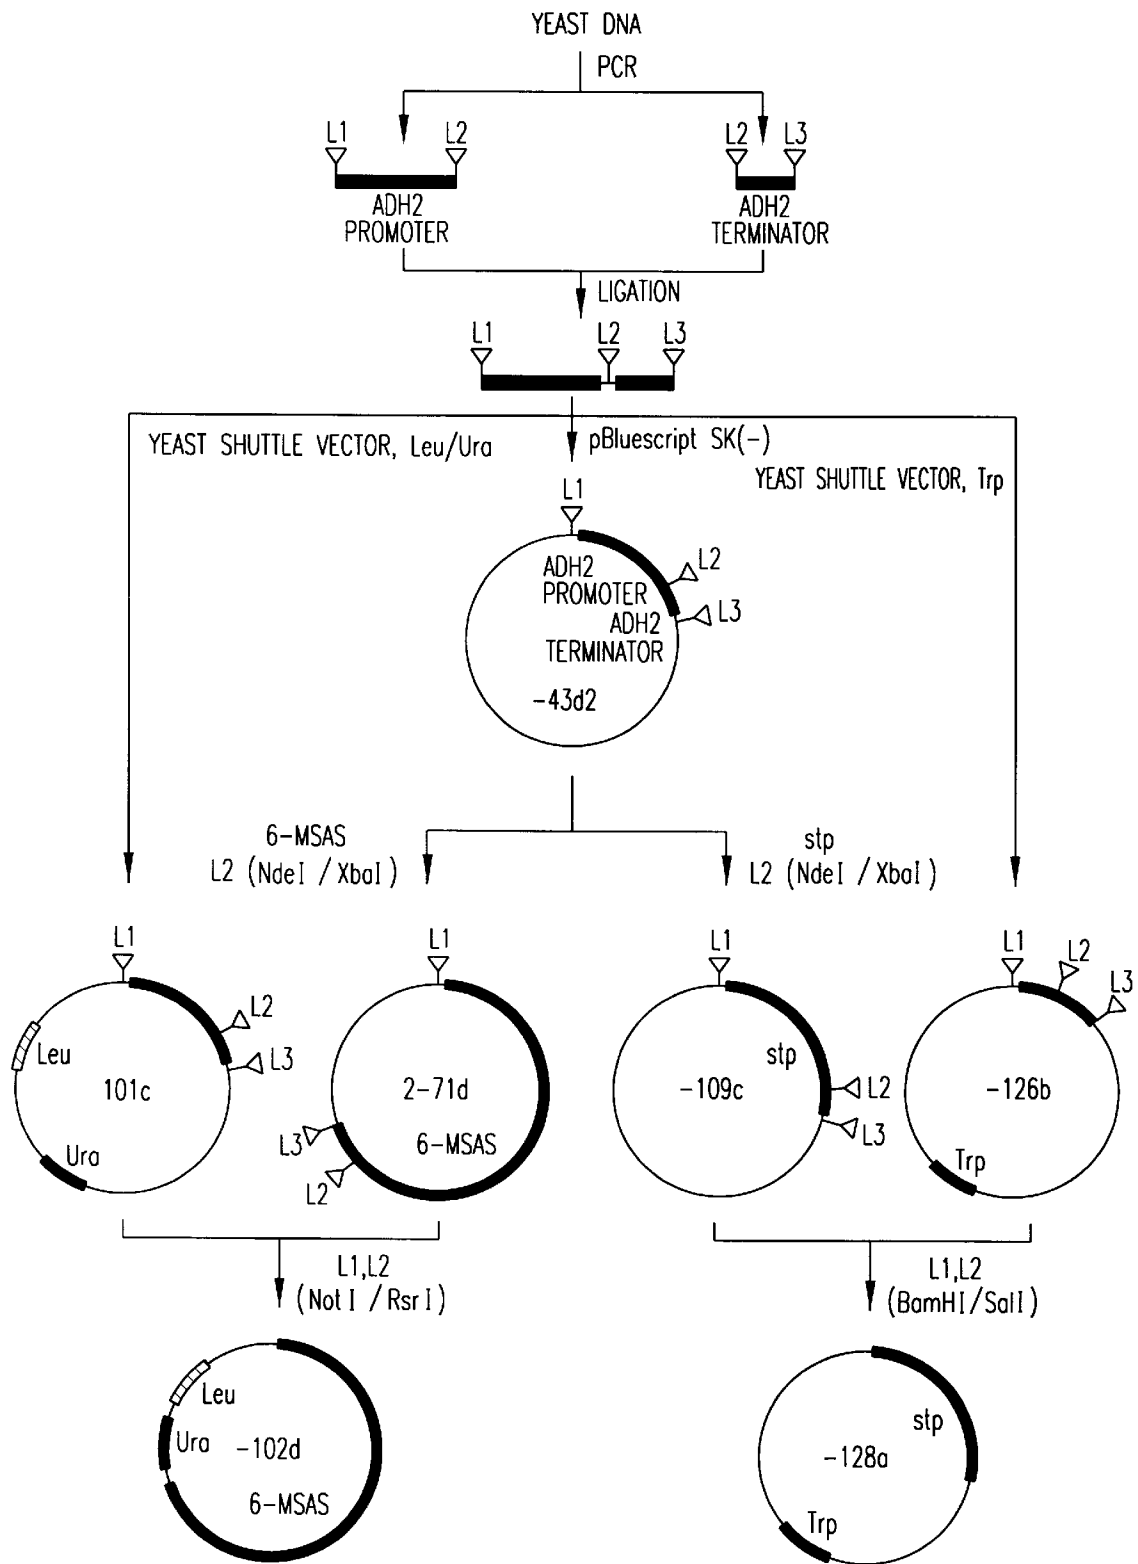 YEAST DNA
PCR
L1
L2
L2
L3
ADH2
PROMOTER
ADH2
TERMINATOR
LIGATION
L1
L2
L3
YEAST SHUTTLE VECTOR, Leu/Ura
pBluescript SK(-)
YEAST SHUTTLE VECTOR, Trp
L1
ADH2
PROMOTER
L2
ADH2
TERMINATOR
L3
-43d2
6-MSAS
L2 (NdeI /XbaI)
stp
L2 (NdeI /XbaI)
L1
L2
L3
Leu
101c
Ura
L1
2-71d
6-MSAS
L3
L2
L1
stp
-109c
L2
L3
L1
L2
L3
-126b
Trp
L1,L2
(NotI /RsrI)
L1,L2
(BamHI/SalI)
Leu
Ura
-102d
6-MSAS
stp
-128a
Trp